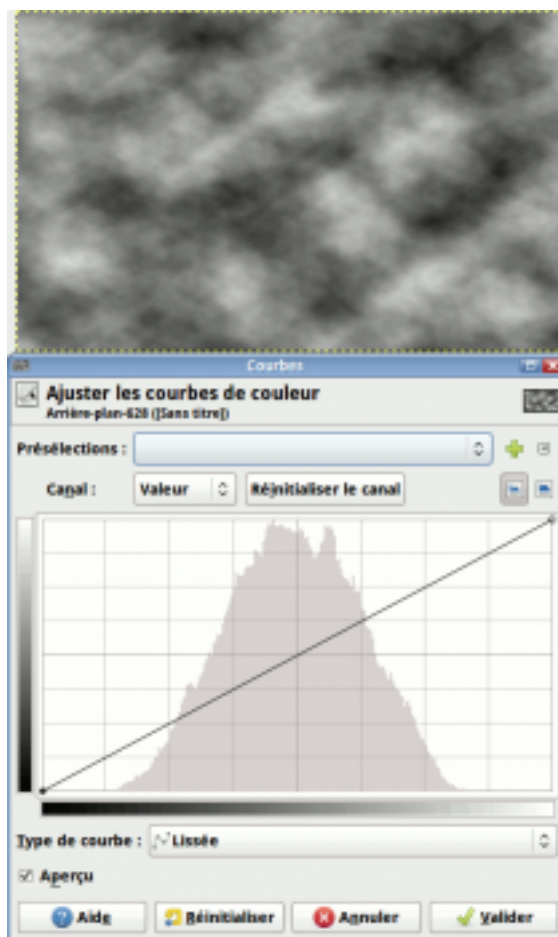 Courbes
Ajuster les courbes de couleur
Arrière-plan-628 ([Sans titre])
Présélections :
Canal : Valeur Réinitialiser le canal
Type de courbe : Lissée
Aperçu
Aide Réinitialiser Annuler Valider